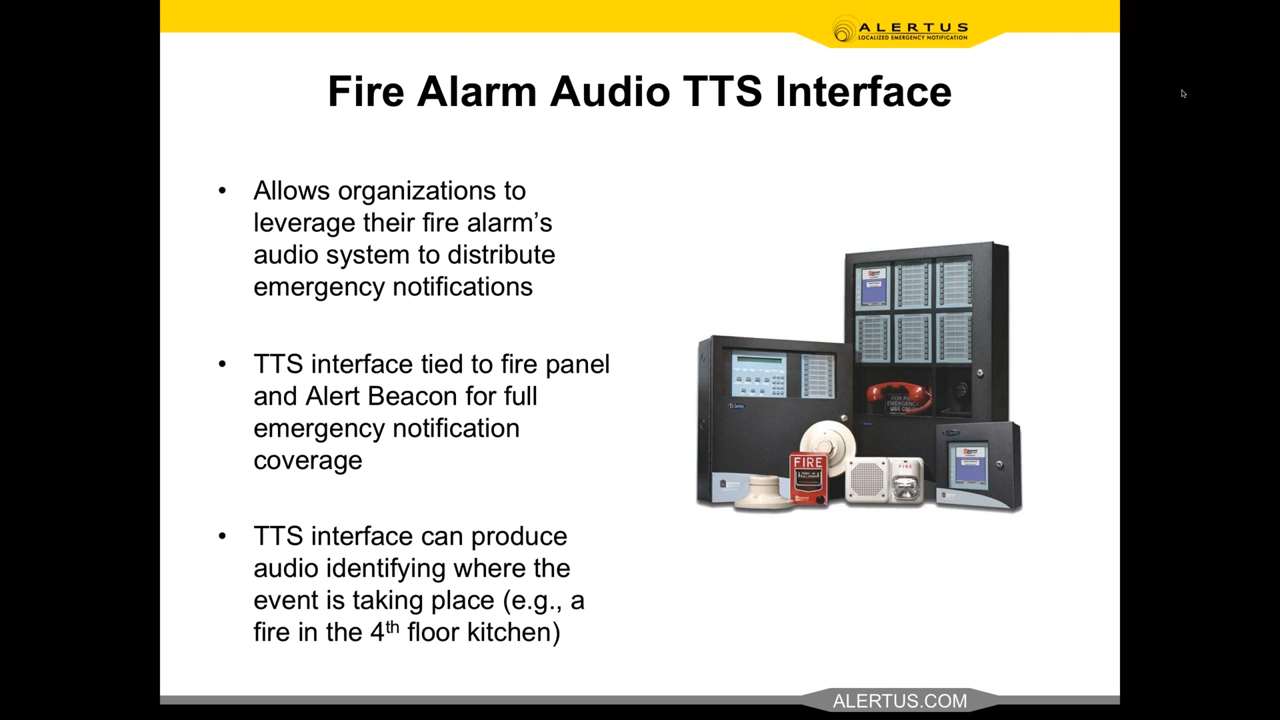 ALERTUS
LOCALIZED EMERGENCY NOTIFICATION
Fire Alarm Audio TTS Interface
• Allows organizations to
leverage their fire alarm’s
audio system to distribute
emergency notifications
• TTS interface tied to fire panel
and Alert Beacon for full
emergency notification
coverage
• TTS interface can produce
audio identifying where the
event is taking place (e.g., a
fire in the 4th floor kitchen)
FIRE
FIRE
ALERTUS.COM